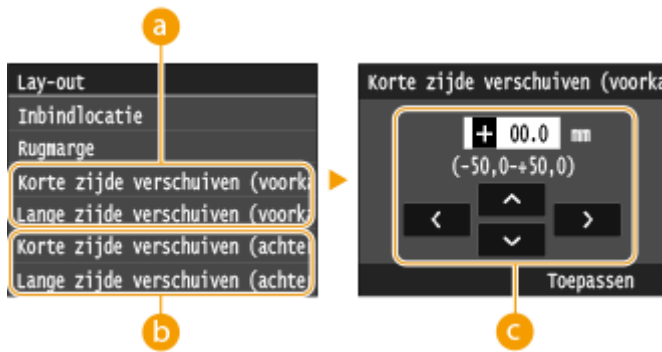 a
Lay-out
Inbindlocatie
Rugmarge
Korte zijde verschuiven (voorka
Lange zijde verschuiven (voorka
Korte zijde verschuiven (achte
Lange zijde verschuiven (achte
b
Korte zijde verschuiven (voorka
+ 00.0 mm
(-50,0-+50,0)
Toepassen
c